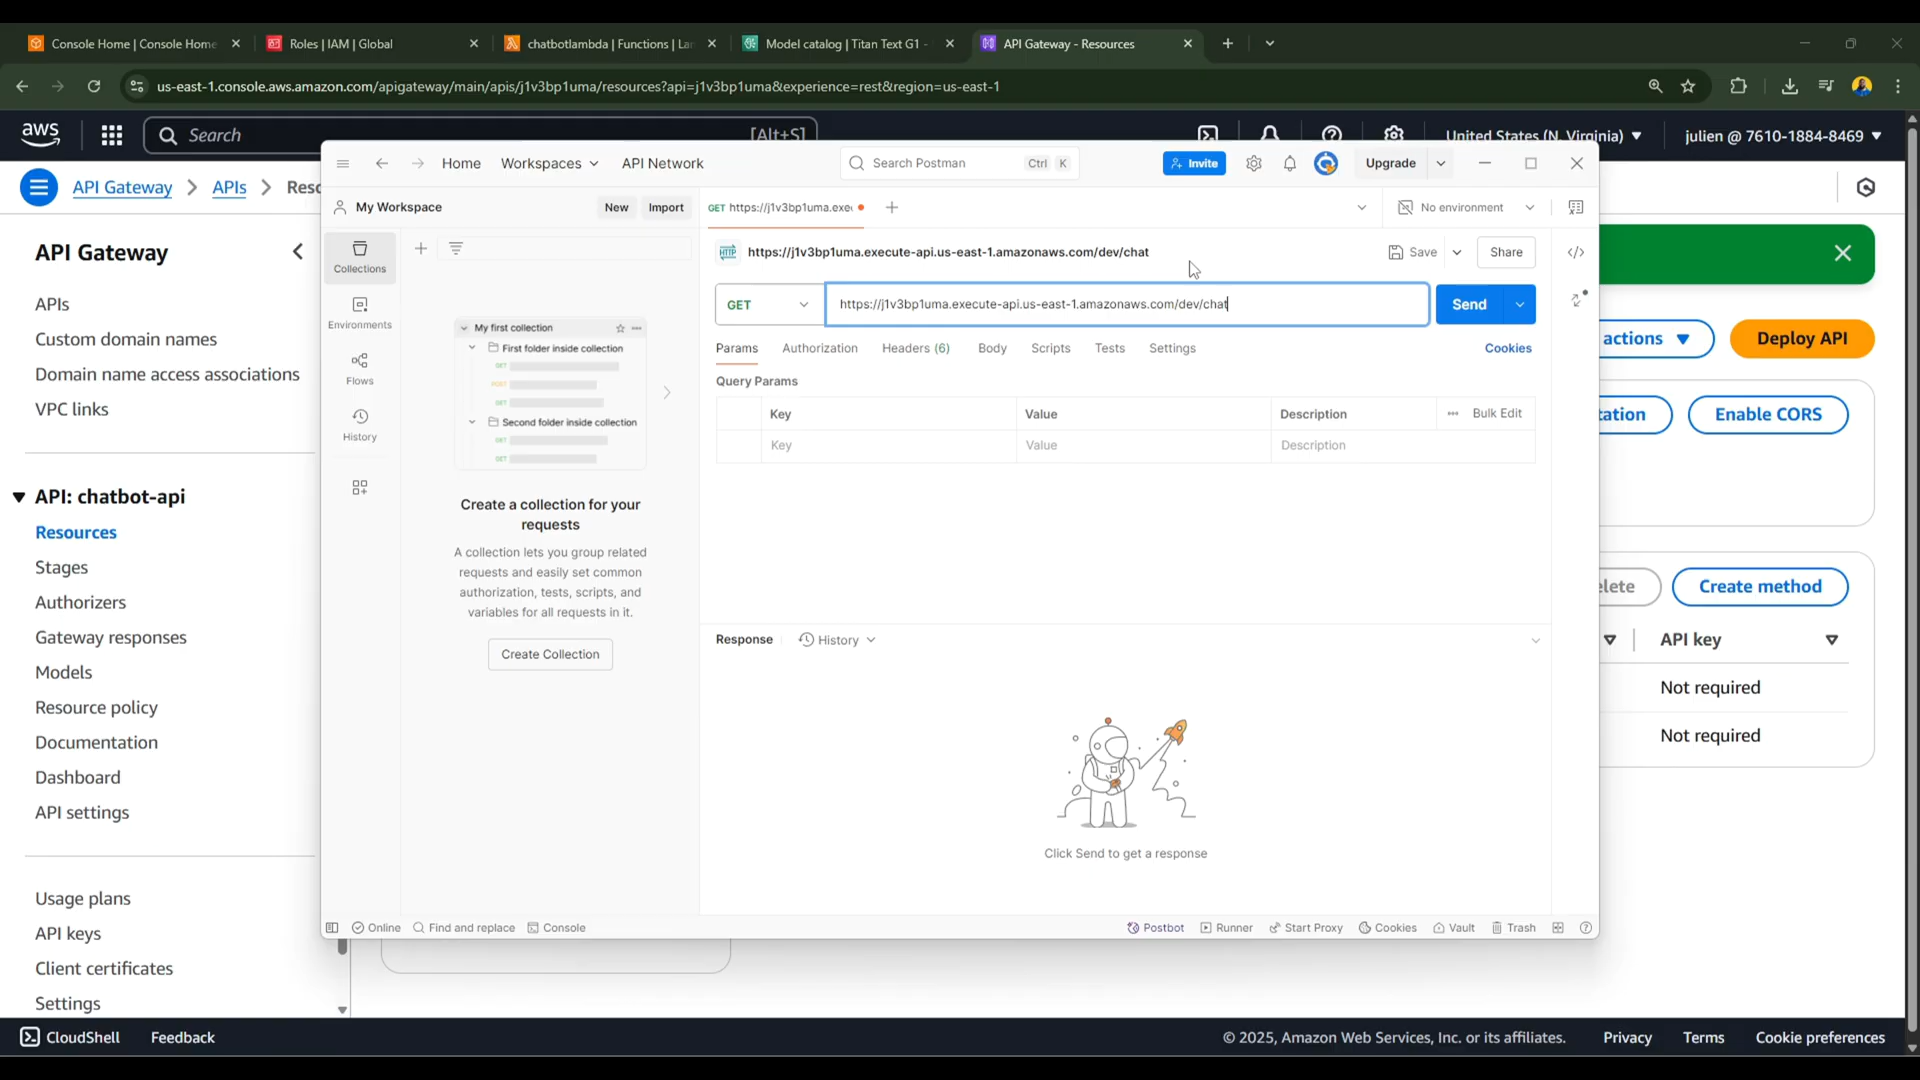 Console Home | Console Home
Roles | IAM | Global
chatbotlambda | Functions | La
Model catalog | Titan Text G1 -
API Gateway - Resources
us-east-1.console.aws.amazon.com/apigateway/main/apis/j1v3bp1uma/resources?api=j1v3bp1uma&experience=rest&region=us-east-1
aws
Search
[Alt+S]
United States (N. Virginia)
julien @ 7610-1884-8469
API Gateway
APIs
Reso
API Gateway
APIs
Custom domain names
Domain name access associations
VPC links
API: chatbot-api
Resources
Stages
Authorizers
Gateway responses
Models
Resource policy
Documentation
Dashboard
API settings
Usage plans
API keys
Client certificates
Settings
Home
Workspaces
API Network
Search Postman
Ctrl K
Invite
Upgrade
My Workspace
New
Import
GET https://j1v3bp1uma.exec
No environment
Collections
Environments
Flows
History
My first collection
First folder inside collection
GET
POST
GET
Second folder inside collection
GET
GET
Create a collection for your
requests
A collection lets you group related
requests and easily set common
authorization, tests, scripts, and
variables for all requests in it.
Create Collection
HTTP
https://j1v3bp1uma.execute-api.us-east-1.amazonaws.com/dev/chat
Save
Share
GET
https://j1v3bp1uma.execute-api.us-east-1.amazonaws.com/dev/chat
Send
Params
Authorization
Headers (6)
Body
Scripts
Tests
Settings
Cookies
Query Params
Key
Value
Description
Bulk Edit
Key
Value
Description
Response
History
Click Send to get a response
Online
Find and replace
Console
Postbot
Runner
Start Proxy
Cookies
Vault
Trash
actions
Deploy API
tation
Enable CORS
elete
Create method
API key
Not required
Not required
CloudShell
Feedback
© 2025, Amazon Web Services, Inc. or its affiliates.
Privacy
Terms
Cookie preferences